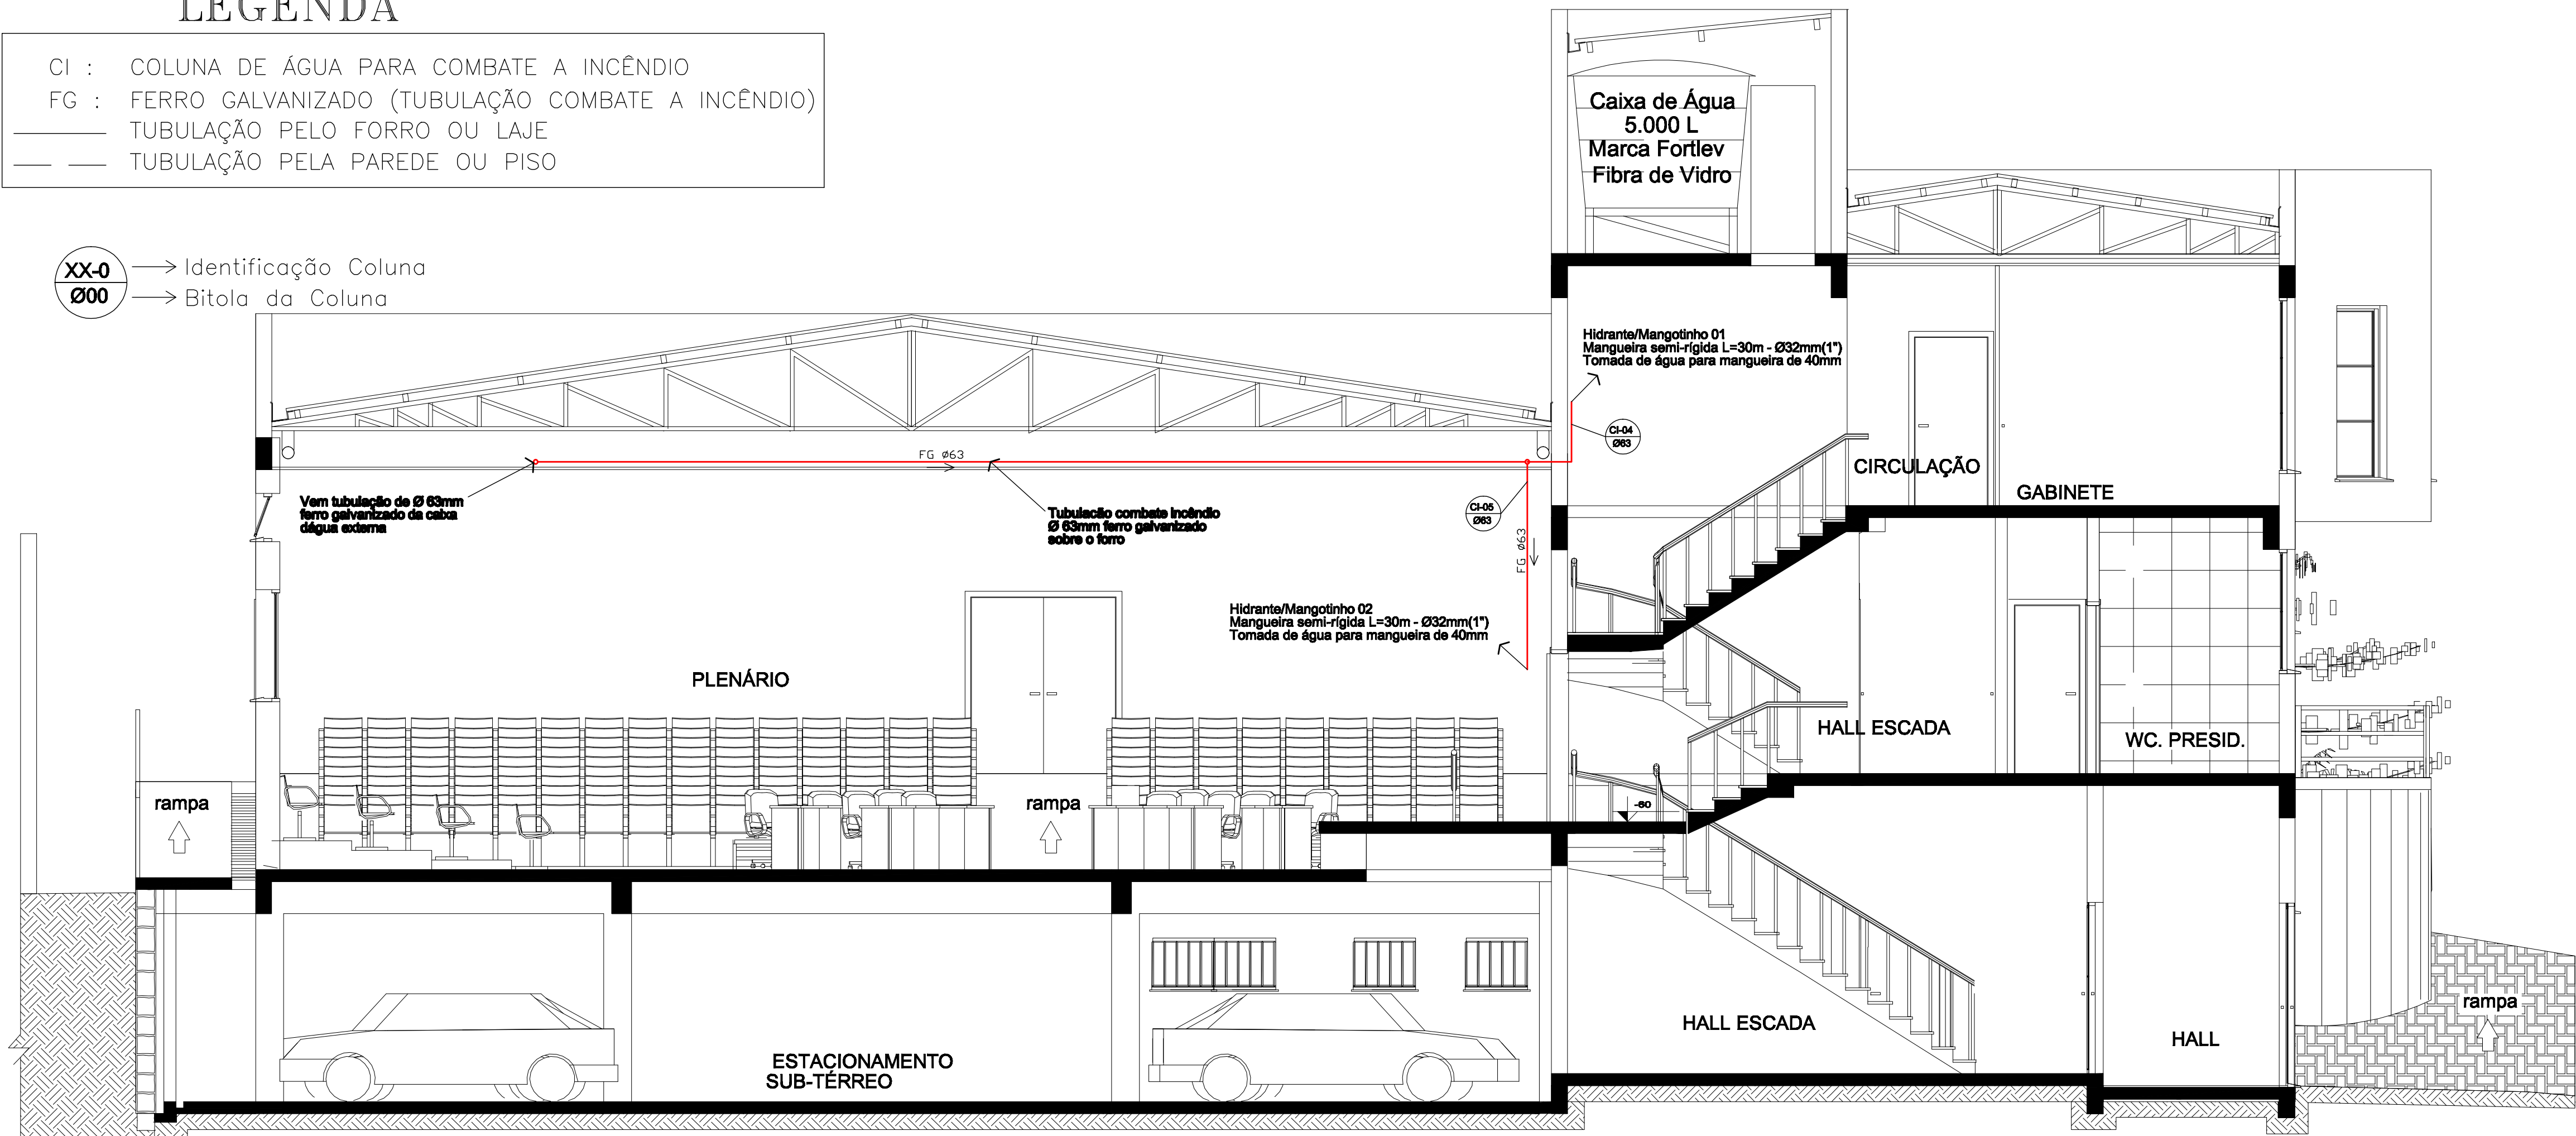 LEGENDA
CI : COLUNA DE ÁGUA PARA COMBATE A INCÊNDIO
FG : FERRO GALVANIZADO (TUBULAÇÃO COMBATE A INCÊNDIO)
TUBULAÇÃO PELO FORRO OU LAJE
TUBULAÇÃO PELA PAREDE OU PISO
XX-0
Ø00
Identificação Coluna
Bitola da Coluna
Caixa de Água
5.000 L
Marca Fortlev
Fibra de Vidro
Hidrante/Mangotinho 01
Mangueira semi-rígida L=30m - Ø32mm(1")
Tomada de água para mangueira de 40mm
CI-04
Ø63
FG Ø63
Vem tubulação de Ø 63mm
ferro galvanizado da caixa
dágua externa
Tubulacão combate incêndio
Ø 63mm ferro galvanizado
sobre o forro
CI-05
Ø63
FG Ø63
CIRCULAÇÃO
GABINETE
Hidrante/Mangotinho 02
Mangueira semi-rígida L=30m - Ø32mm(1")
Tomada de água para mangueira de 40mm
PLENÁRIO
HALL ESCADA
WC. PRESID.
rampa
rampa
-60
ESTACIONAMENTO
SUB-TÉRREO
HALL ESCADA
HALL
rampa